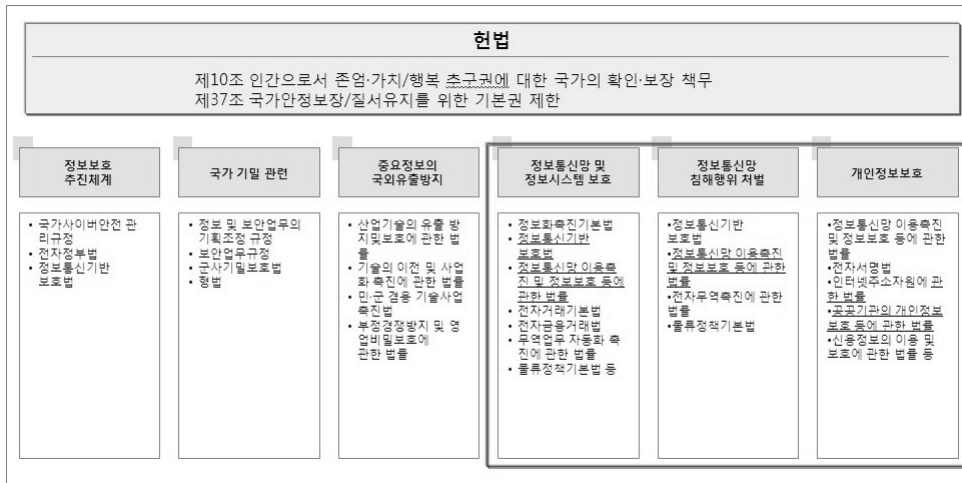 헌법
제10조 인간으로서 존엄·가치/행복 추구권에 대한 국가의 확인·보장 책무
제37조 국가안정보장/질서유지를 위한 기본권 제한
정보보호
추진체계
• 국가사이버안전 관
리규정
• 전자정부법
• 정보통신기반
보호법
국가 기밀 관련
• 정보 및 보안업무의
기획조정 규정
• 보안업무규정
• 군사기밀보호법
• 형법
중요정보의
국외유출방지
• 산업기술의 유출 방
지및보호에 관한 법
률
• 기술의 이전 및 사업
화 촉진에 관한 법률
• 민·군 겸용 기술사업
촉진법
• 부정경쟁방지 및 영
업비밀보호에
관한 법률
정보통신망 및
정보시스템 보호
• 정보화촉진기본법
• 정보통신기반
보호법
• 정보통신망 이용촉
진 및 정보보호 등에
관한 법률
• 전자거래기본법
• 전자금융거래법
• 무역업무 자동화 촉
진에 관한 법률
• 물류정책기본법 등
정보통신망
침해행위 처벌
•정보통신기반
보호법
•정보통신망 이용촉진
및 정보보호 등에 관한
법률
•전자무역촉진에 관한
법률
•물류정책기본법
개인정보보호
•정보통신망 이용촉진
및 정보보호 등에 관한
법률
•전자서명법
•인터넷주소자원에 관
한 법률
•공공기관의 개인정보
보호 등에 관한 법률
•신용정보의 이용 및
보호에 관한 법률 등